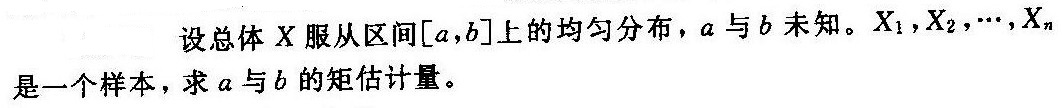 设总体 X 服从区间[a,b]上的均匀分布，a 与 b 未知。X₁,X₂,⋯,Xₙ
是一个样本，求 a 与 b 的矩估计量。